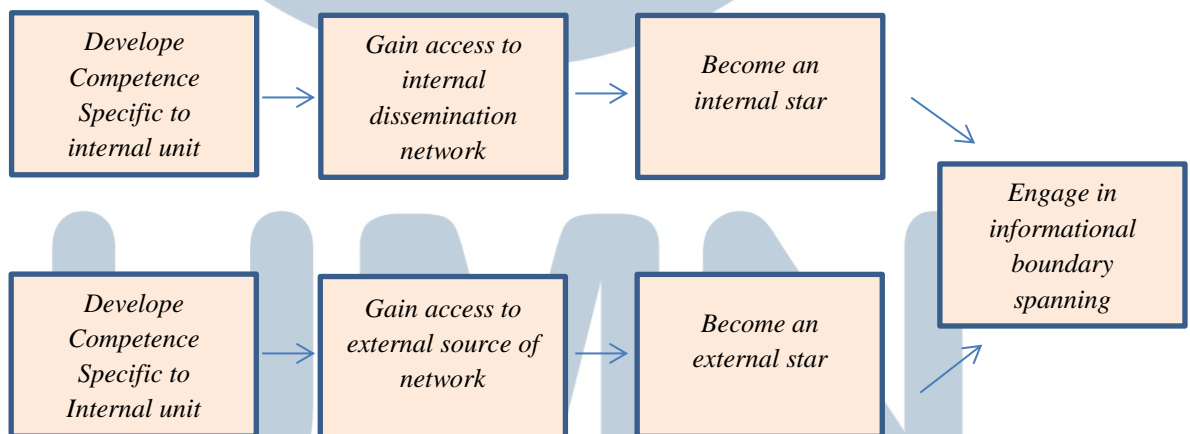 Develope
Competence
Specific to
internal unit
Gain access to
internal
dissemination
network
Become an
internal star
Engage in
informational
boundary
spanning
Develope
Competence
Specific to
Internal unit
Gain access to
external source of
network
Become an
external star